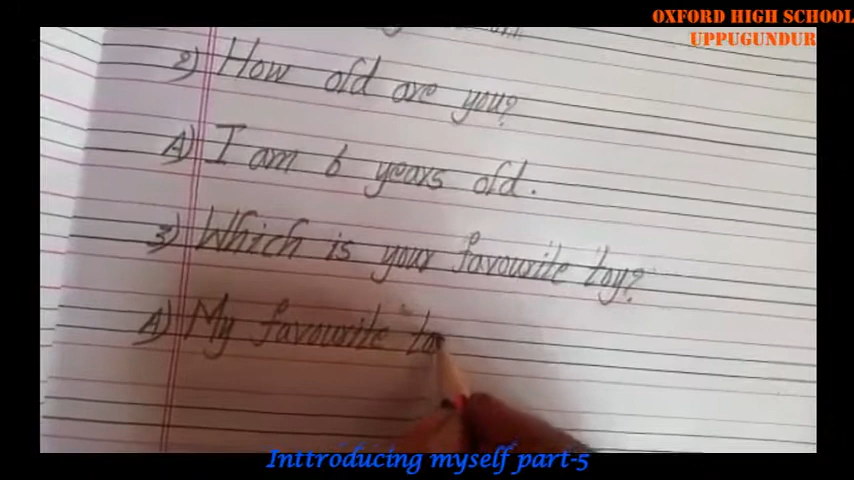 OXFORD HIGH SCHOOL
UPPUGUNDUR
2) How old are you?
A) I am 6 years old.
3) Which is your favourite toy?
A) My favourite to
Inttroducing myself part-5